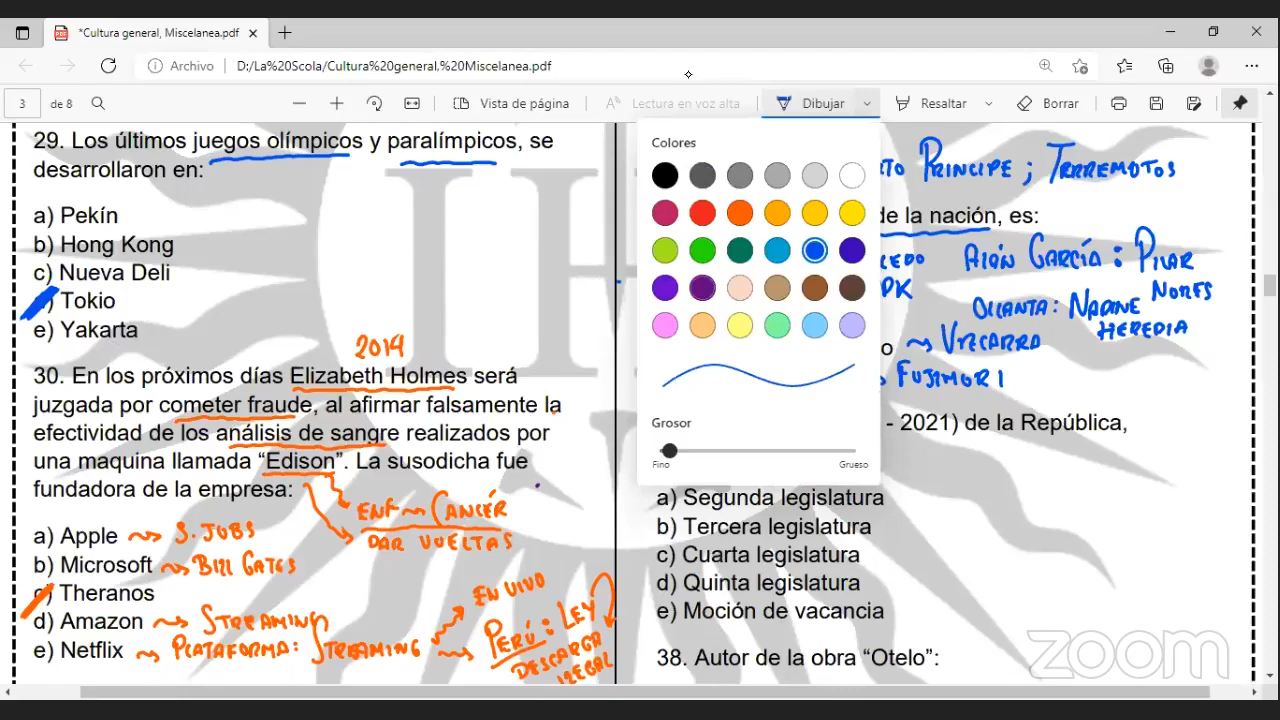 *Cultura general, Miscelanea.pdf
Archivo
D:/La%20Scola/Cultura%20general,%20Miscelanea.pdf
3 de 8
Vista de página
Lectura en voz alta
Dibujar
Resaltar
Borrar
29. Los últimos juegos olímpicos y paralímpicos, se
desarrollaron en:
a) Pekín
b) Hong Kong
c) Nueva Deli
Tokio
e) Yakarta
2014
30. En los próximos días Elizabeth Holmes será
juzgada por cometer fraude, al afirmar falsamente la
efectividad de los análisis de sangre realizados por
una maquina llamada “Edison”. La susodicha fue
fundadora de la empresa:
ENF CANCÉR
DAR VUELTAS
a) Apple S. JOBS
b) Microsoft BILL GATES
c) Theranos
d) Amazon STREAMING
e) Netflix PLATAFORMA: STREAMING
EN VIVO
PERÚ: LEY
DESCARGA
ILEGAL
Colores
Grosor
Fino
Grueso
TO PRINCIPE ; TERREMOTOS
de la nación, es:
EDO
PK
ALÁN GARCÍA : PILAR
NORES
OLLANTA: NADINE
HEREDIA
o VIZCARRA
FUJIMORI
- 2021) de la República,
a) Segunda legislatura
b) Tercera legislatura
c) Cuarta legislatura
d) Quinta legislatura
e) Moción de vacancia
38. Autor de la obra “Otelo”:
zoom